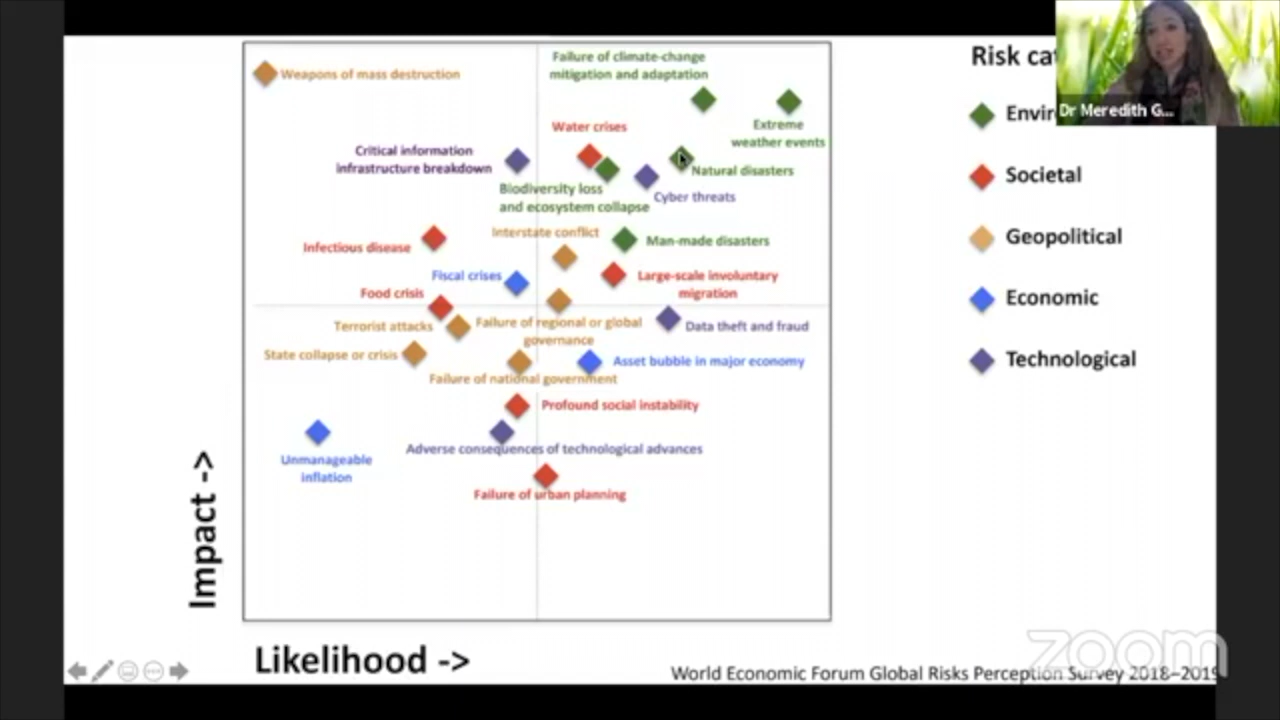 Risk cat
Dr Meredith G...
Weapons of mass destruction
Failure of climate-change
mitigation and adaptation
Extreme
weather events
Water crises
Critical information
infrastructure breakdown
Natural disasters
Biodiversity loss
and ecosystem collapse
Cyber threats
Interstate conflict
Man-made disasters
Infectious disease
Fiscal crises
Large-scale involuntary
migration
Food crisis
Terrorist attacks
Failure of regional or global
governance
Data theft and fraud
State collapse or crisis
Asset bubble in major economy
Failure of national government
Profound social instability
Adverse consequences of technological advances
Unmanageable
inflation
Failure of urban planning
Envir
Societal
Geopolitical
Economic
Technological
Impact ->
Likelihood ->
World Economic Forum Global Risks Perception Survey 2018–2019
zoom